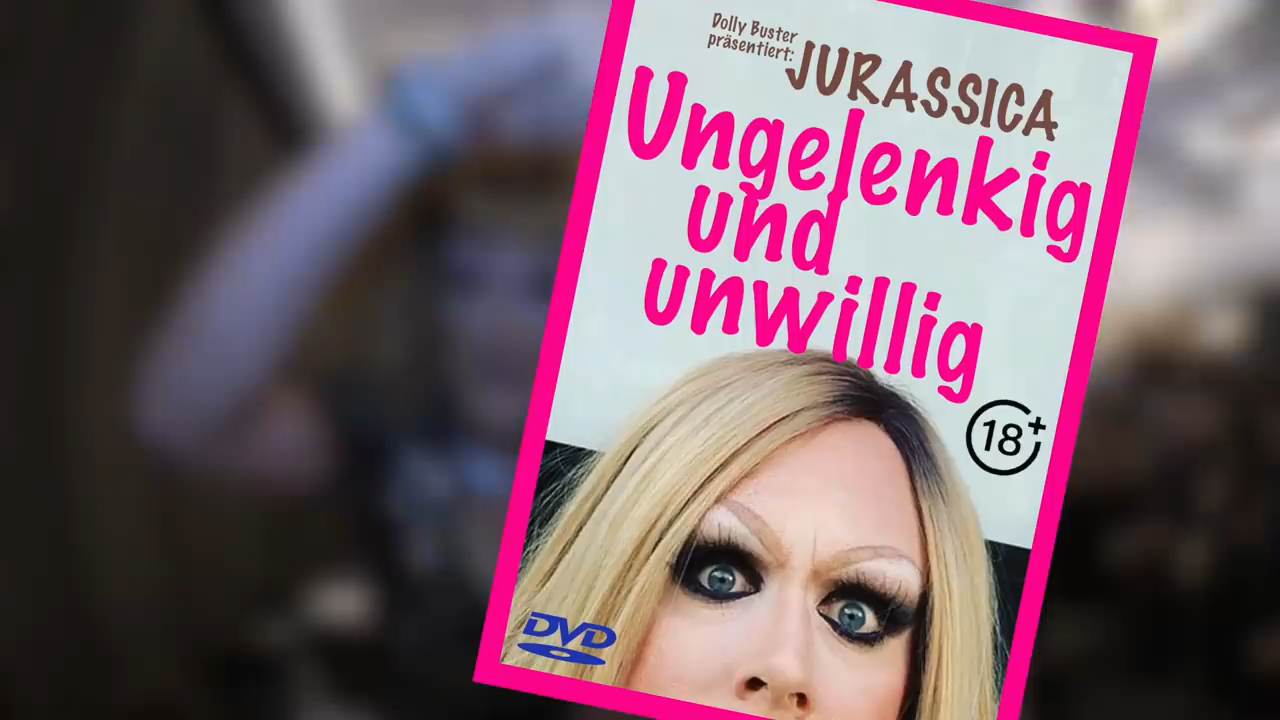 Dolly Buster
präsentiert:
JURASSICA
Ungelenkig
und
unwillig
18+
DVD